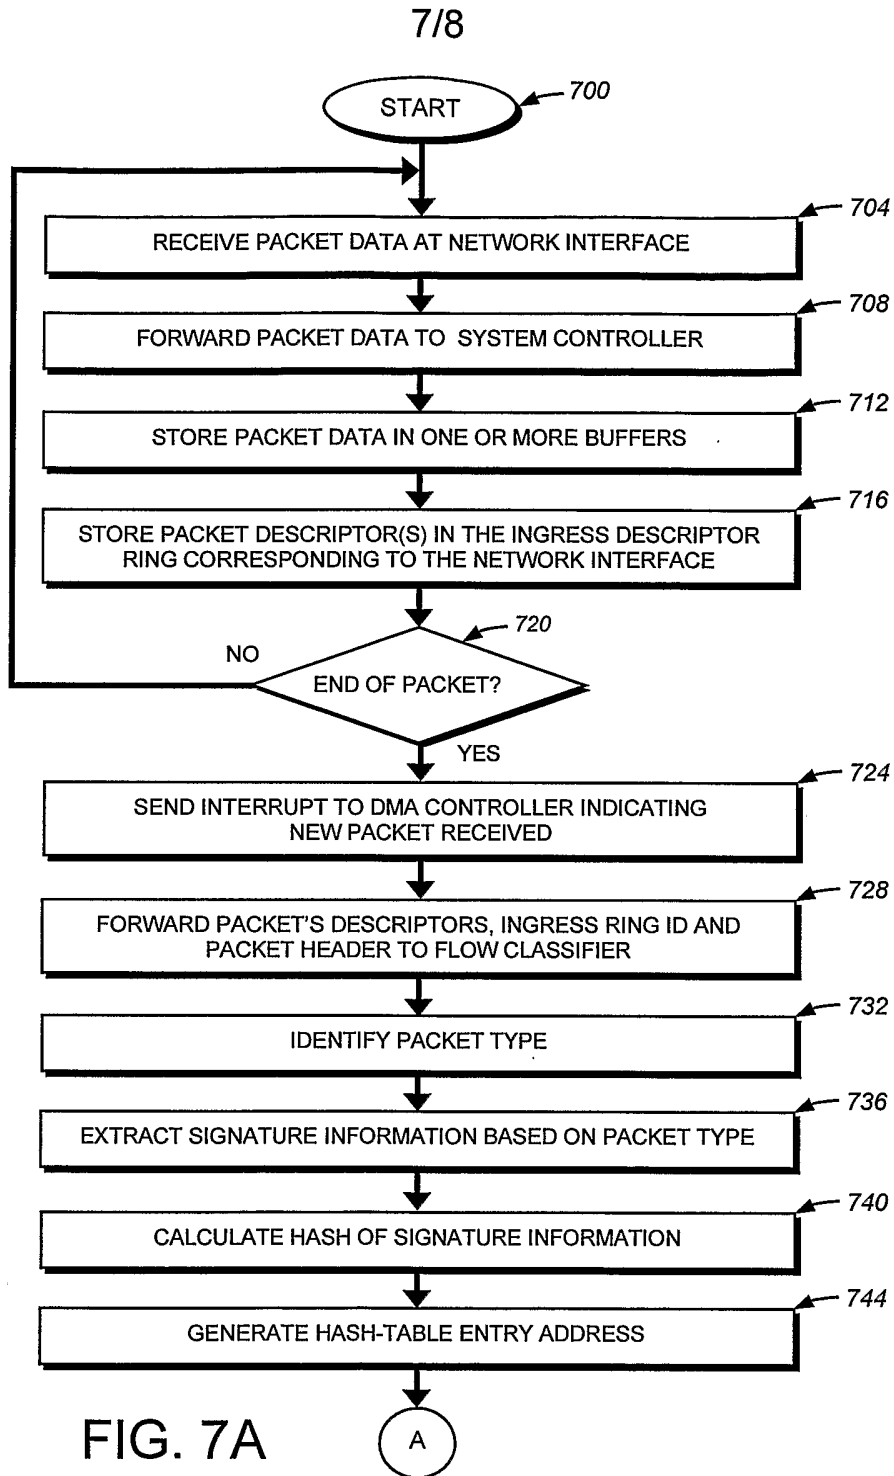 7/8
START
700
RECEIVE PACKET DATA AT NETWORK INTERFACE
704
FORWARD PACKET DATA TO SYSTEM CONTROLLER
708
STORE PACKET DATA IN ONE OR MORE BUFFERS
712
STORE PACKET DESCRIPTOR(S) IN THE INGRESS DESCRIPTOR
RING CORRESPONDING TO THE NETWORK INTERFACE
716
END OF PACKET?
720
NO
YES
SEND INTERRUPT TO DMA CONTROLLER INDICATING
NEW PACKET RECEIVED
724
FORWARD PACKET'S DESCRIPTORS, INGRESS RING ID AND
PACKET HEADER TO FLOW CLASSIFIER
728
IDENTIFY PACKET TYPE
732
EXTRACT SIGNATURE INFORMATION BASED ON PACKET TYPE
736
CALCULATE HASH OF SIGNATURE INFORMATION
740
GENERATE HASH-TABLE ENTRY ADDRESS
744
A
FIG. 7A